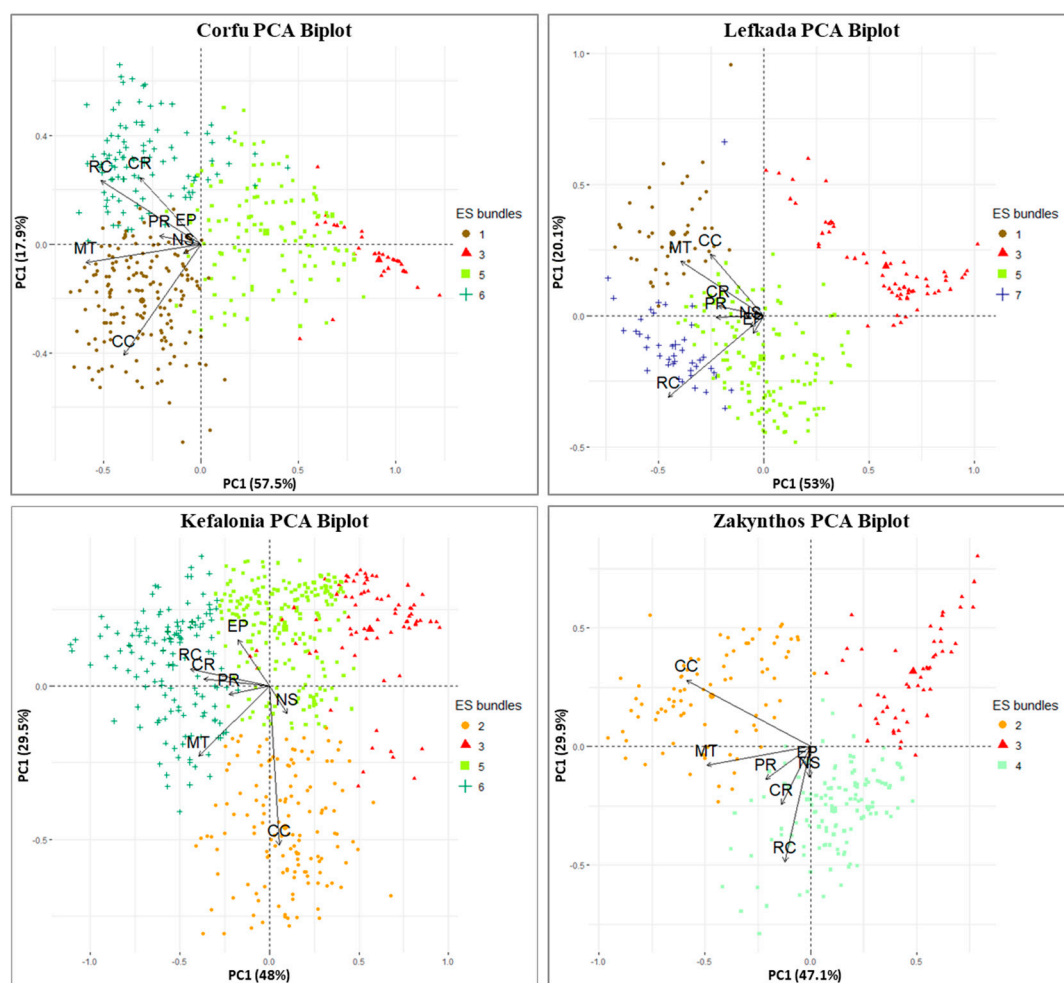 Corfu PCA Biplot
PC1 (17.9%)
0.4
0.0
-0.4
RC
CR
PR
EP
NS
MT
CC
-0.5
0.0
0.5
1.0
PC1 (57.5%)
ES bundles
1
3
5
6
Lefkada PCA Biplot
PC1 (20.1%)
1.0
0.5
0.0
-0.5
MT
CC
CR
PR
NS
EP
RC
-0.5
0.0
0.5
1.0
PC1 (53%)
ES bundles
1
3
5
7
Kefalonia PCA Biplot
PC1 (29.5%)
0.0
-0.5
EP
RC
CR
PR
NS
MT
CC
-1.0
-0.5
0.0
0.5
1.0
PC1 (48%)
ES bundles
2
3
5
6
Zakynthos PCA Biplot
PC1 (29.9%)
0.5
0.0
-0.5
CC
MT
EP
PR
NS
CR
RC
-1.0
-0.5
0.0
0.5
PC1 (47.1%)
ES bundles
2
3
4